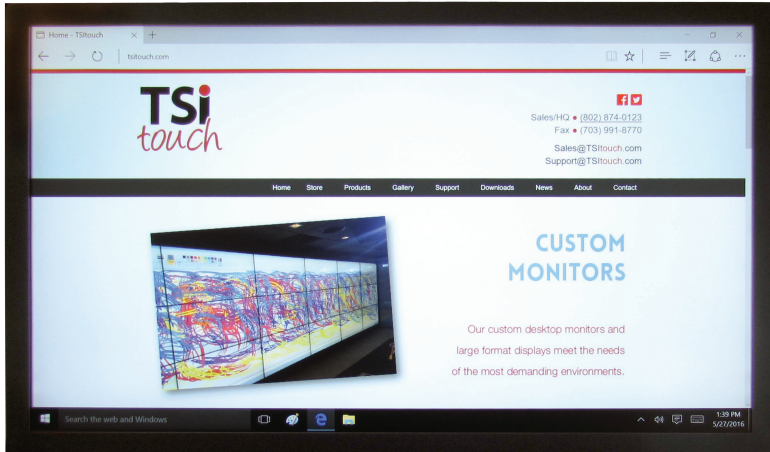 Home - TSItouch
tsitouch.com
TSi
touch
Sales/HQ • (802) 874-0123
Fax • (703) 991-8770
Sales@TSItouch.com
Support@TSItouch.com
Home Store Products Gallery Support Downloads News About Contact
CUSTOM
MONITORS
Our custom desktop monitors and
large format displays meet the needs
of the most demanding environments.
Search the web and Windows
1:39 PM
5/27/2016